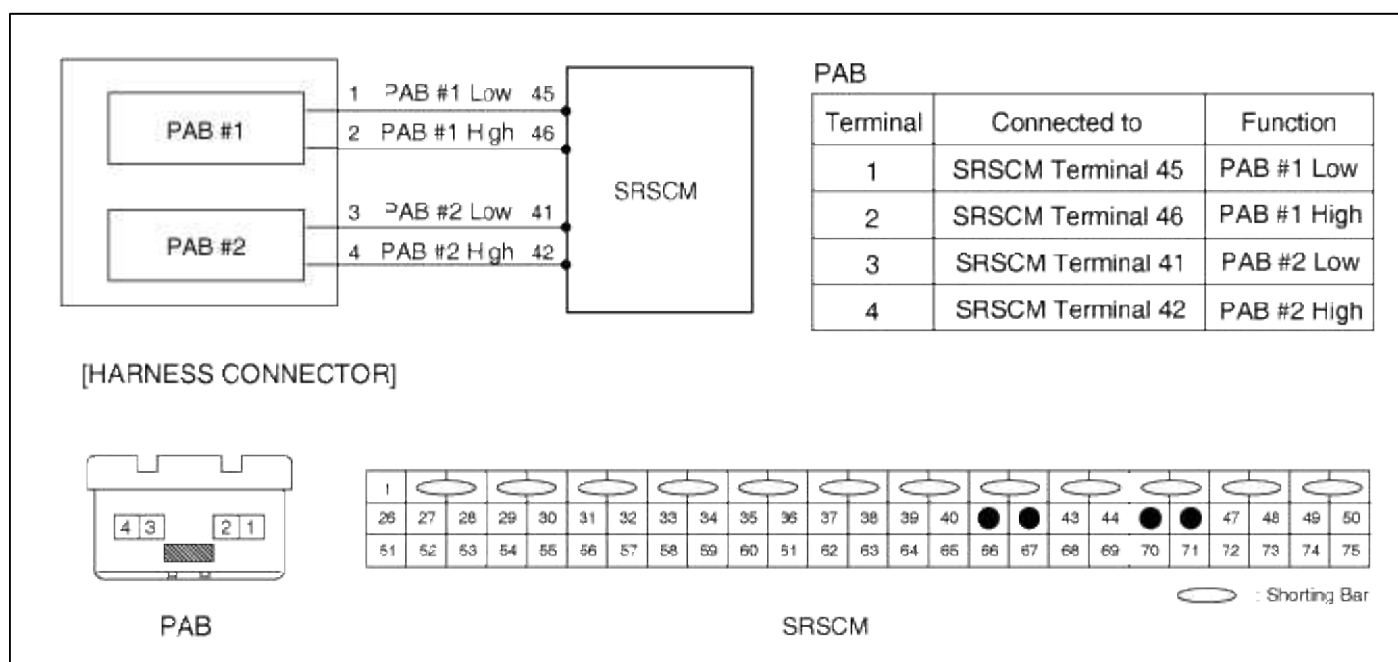 PAB #1
1 PAB #1 Low 45
2 PAB #1 High 46
PAB #2
3 PAB #2 Low 41
4 PAB #2 High 42
SRSCM
PAB
Terminal Connected to Function
1 SRSCM Terminal 45 PAB #1 Low
2 SRSCM Terminal 46 PAB #1 High
3 SRSCM Terminal 41 PAB #2 Low
4 SRSCM Terminal 42 PAB #2 High
[HARNESS CONNECTOR]
4 3 2 1
PAB
1
26 27 28 29 30 31 32 33 34 35 36 37 38 39 40 43 44 47 48 49 50
51 52 53 54 55 56 57 58 59 60 61 62 63 64 65 66 67 68 69 70 71 72 73 74 75
: Shorting Bar
SRSCM